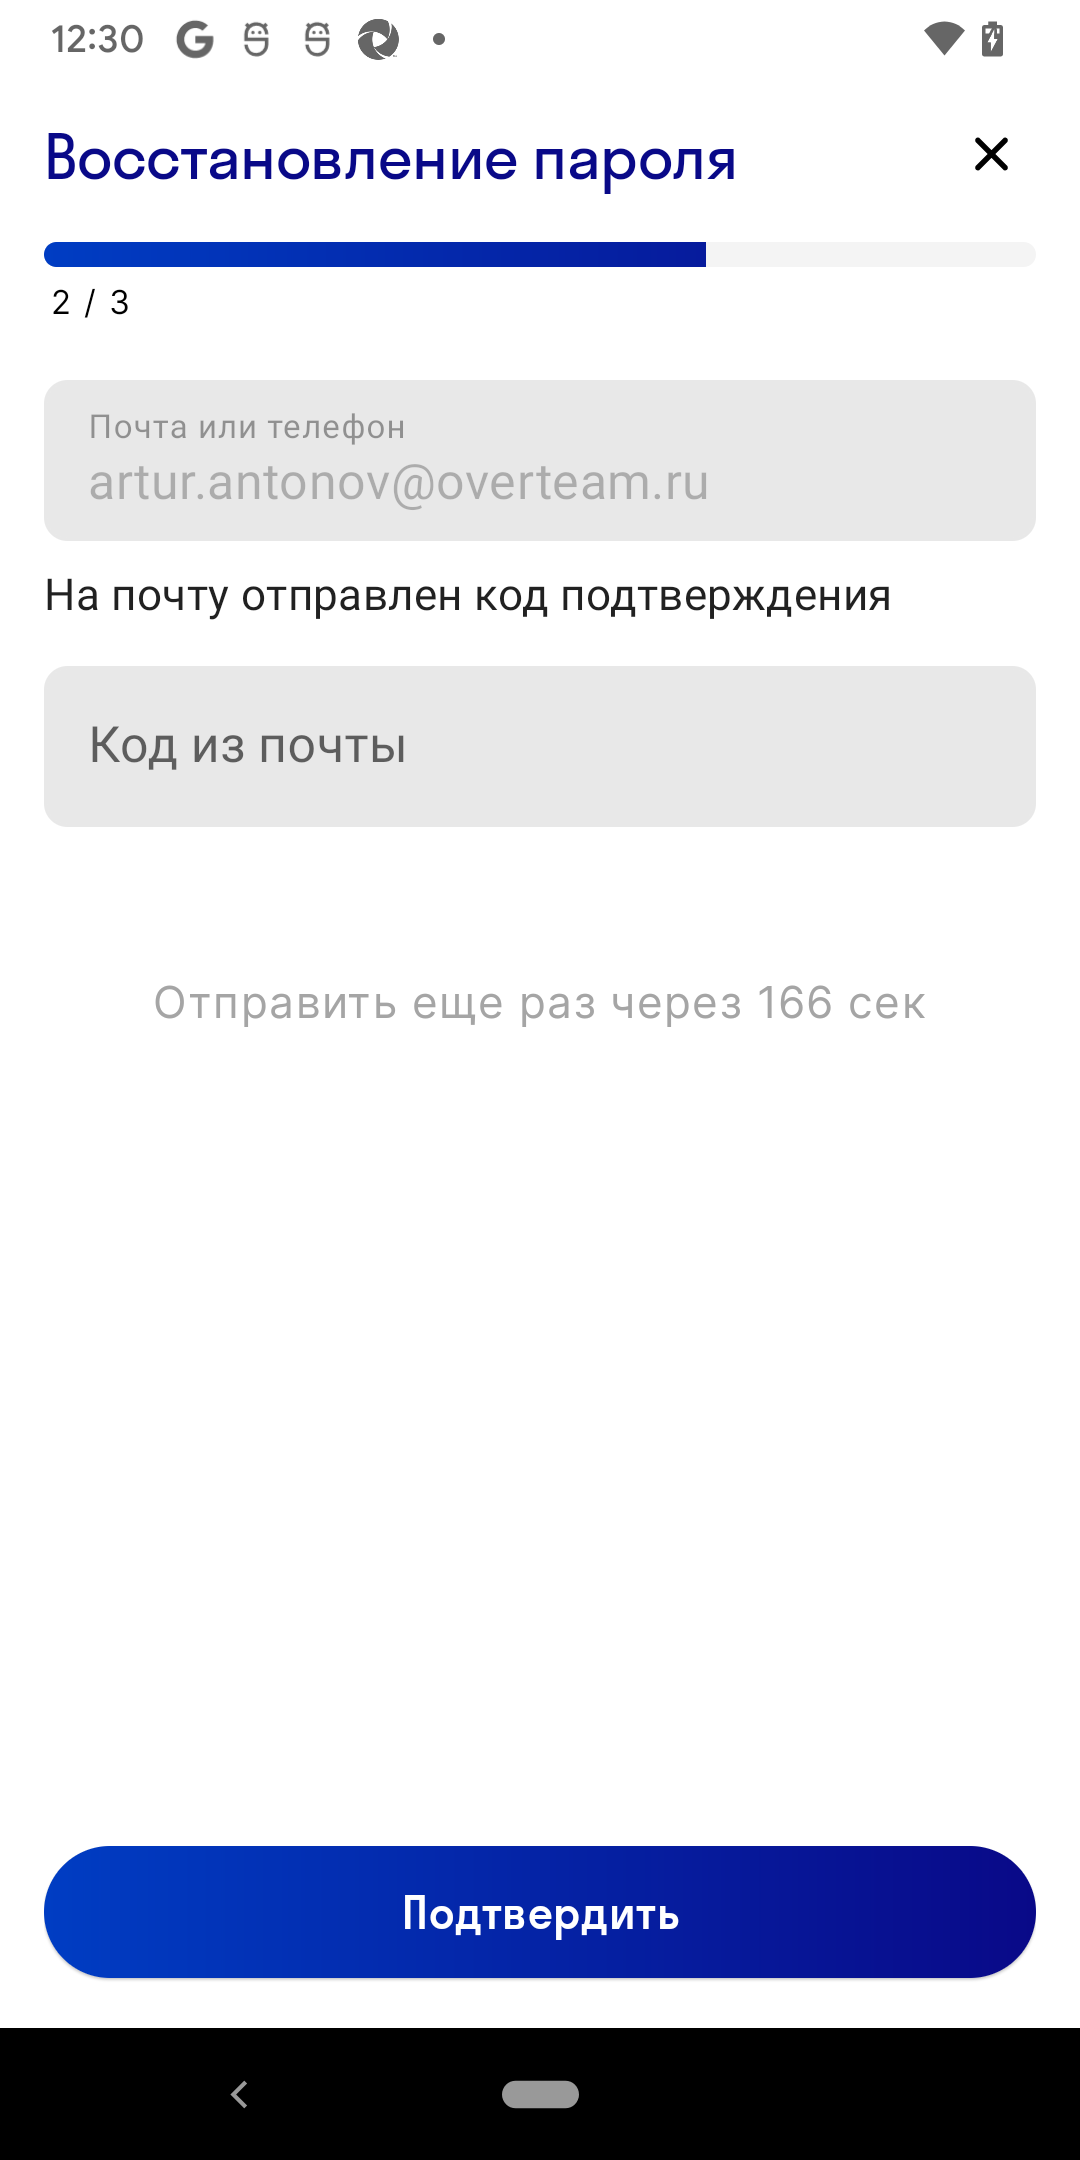 12:30
Восстановление пароля
2 / 3
Почта или телефон
artur.antonov@overteam.ru
На почту отправлен код подтверждения
Код из почты
Отправить еще раз через 166 сек
Подтвердить